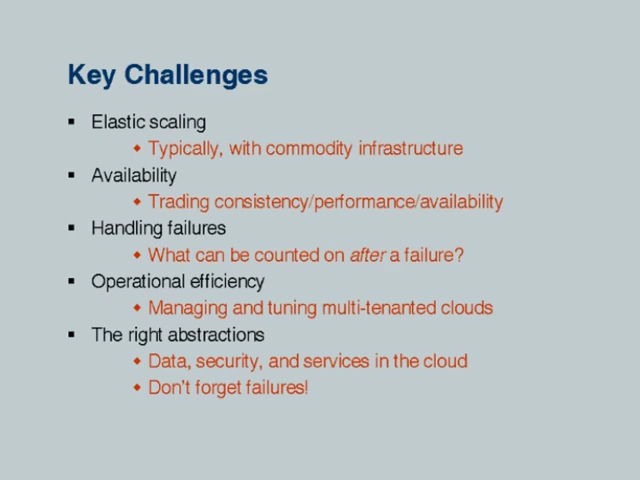 Key Challenges
▪ Elastic scaling
◆ Typically, with commodity infrastructure
▪ Availability
◆ Trading consistency/performance/availability
▪ Handling failures
◆ What can be counted on after a failure?
▪ Operational efficiency
◆ Managing and tuning multi-tenanted clouds
▪ The right abstractions
◆ Data, security, and services in the cloud
◆ Don't forget failures!